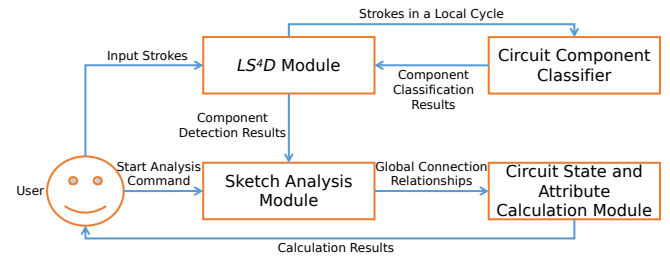 Strokes in a Local Cycle
Input Strokes
LS⁴D Module
Circuit Component
Classifier
Component
Classification
Results
Component
Detection Results
User
Start Analysis
Command
Sketch Analysis
Module
Global Connection
Relationships
Circuit State and
Attribute
Calculation Module
Calculation Results